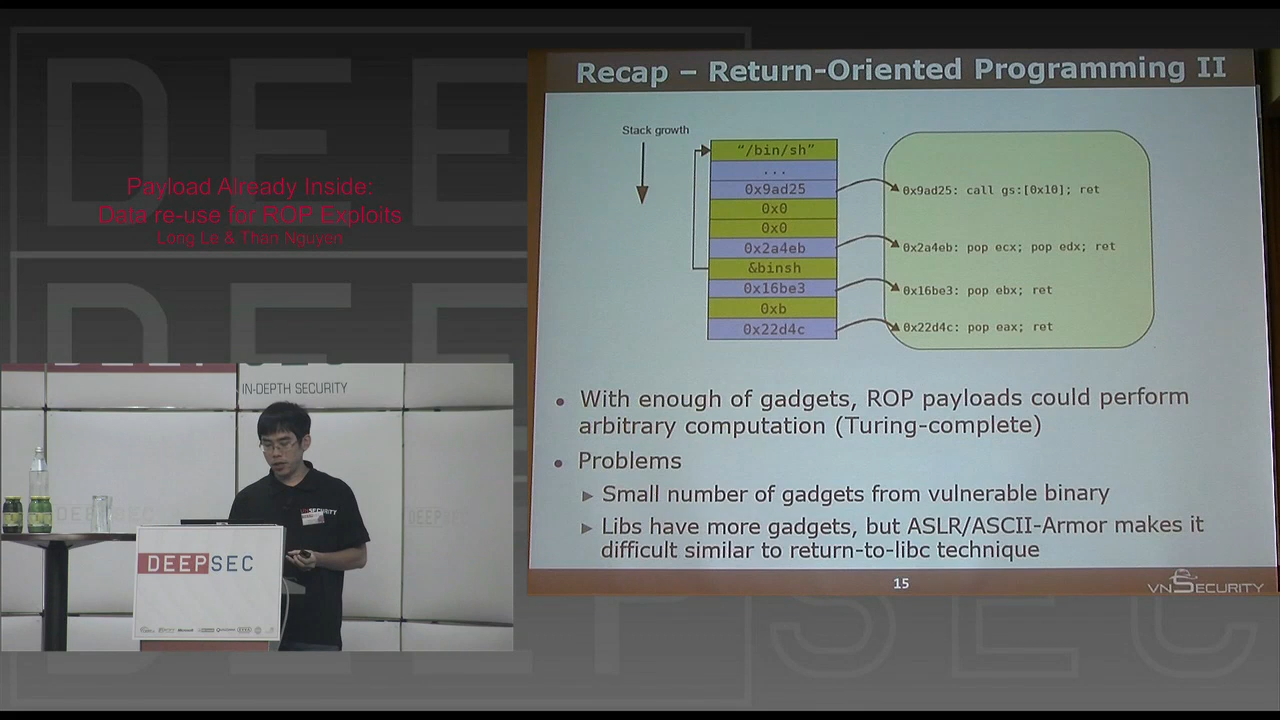 Payload Already Inside:
Data re-use for ROP Exploits
Long Le & Than Nguyen
IN-DEPTH SECURITY
VNSECURITY
DEEPSEC
DEEPSEC
DEEPSEC
Recap – Return-Oriented Programming II
Stack growth
“/bin/sh”
...
0x9ad25
0x0
0x0
0x2a4eb
&binsh
0x16be3
0xb
0x22d4c
0x9ad25: call gs:[0x10]; ret
0x2a4eb: pop ecx; pop edx; ret
0x16be3: pop ebx; ret
0x22d4c: pop eax; ret
• With enough of gadgets, ROP payloads could perform
arbitrary computation (Turing-complete)
• Problems
▶ Small number of gadgets from vulnerable binary
▶ Libs have more gadgets, but ASLR/ASCII-Armor makes it
difficult similar to return-to-libc technique
15
VNSECURITY